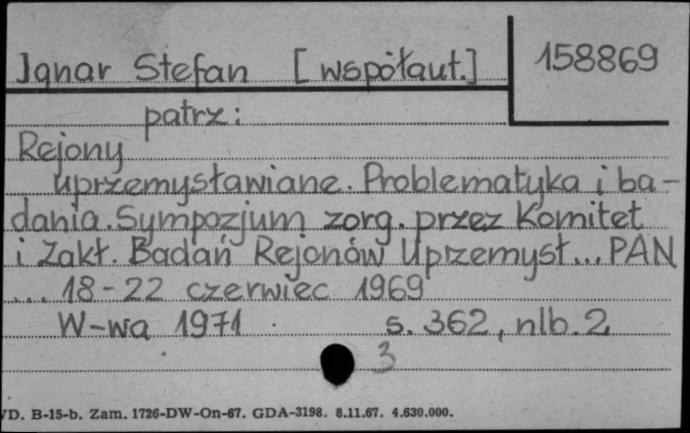 Ignar Stefan [współaut.] 158869
patrz:
Rejony
uprzemysławiane. Problematyka i ba-
dania. Sympozjum zorg. przez Komitet
i Zakł. Badań Rejonów Uprzemysł... PAN
... 18-22 czerwiec 1969
W-wa 1971 s. 362, nlb. 2
3
D. B-15-b. Zam. 1726-DW-On-67. GDA-3198. 8.11.67. 4.630.000.